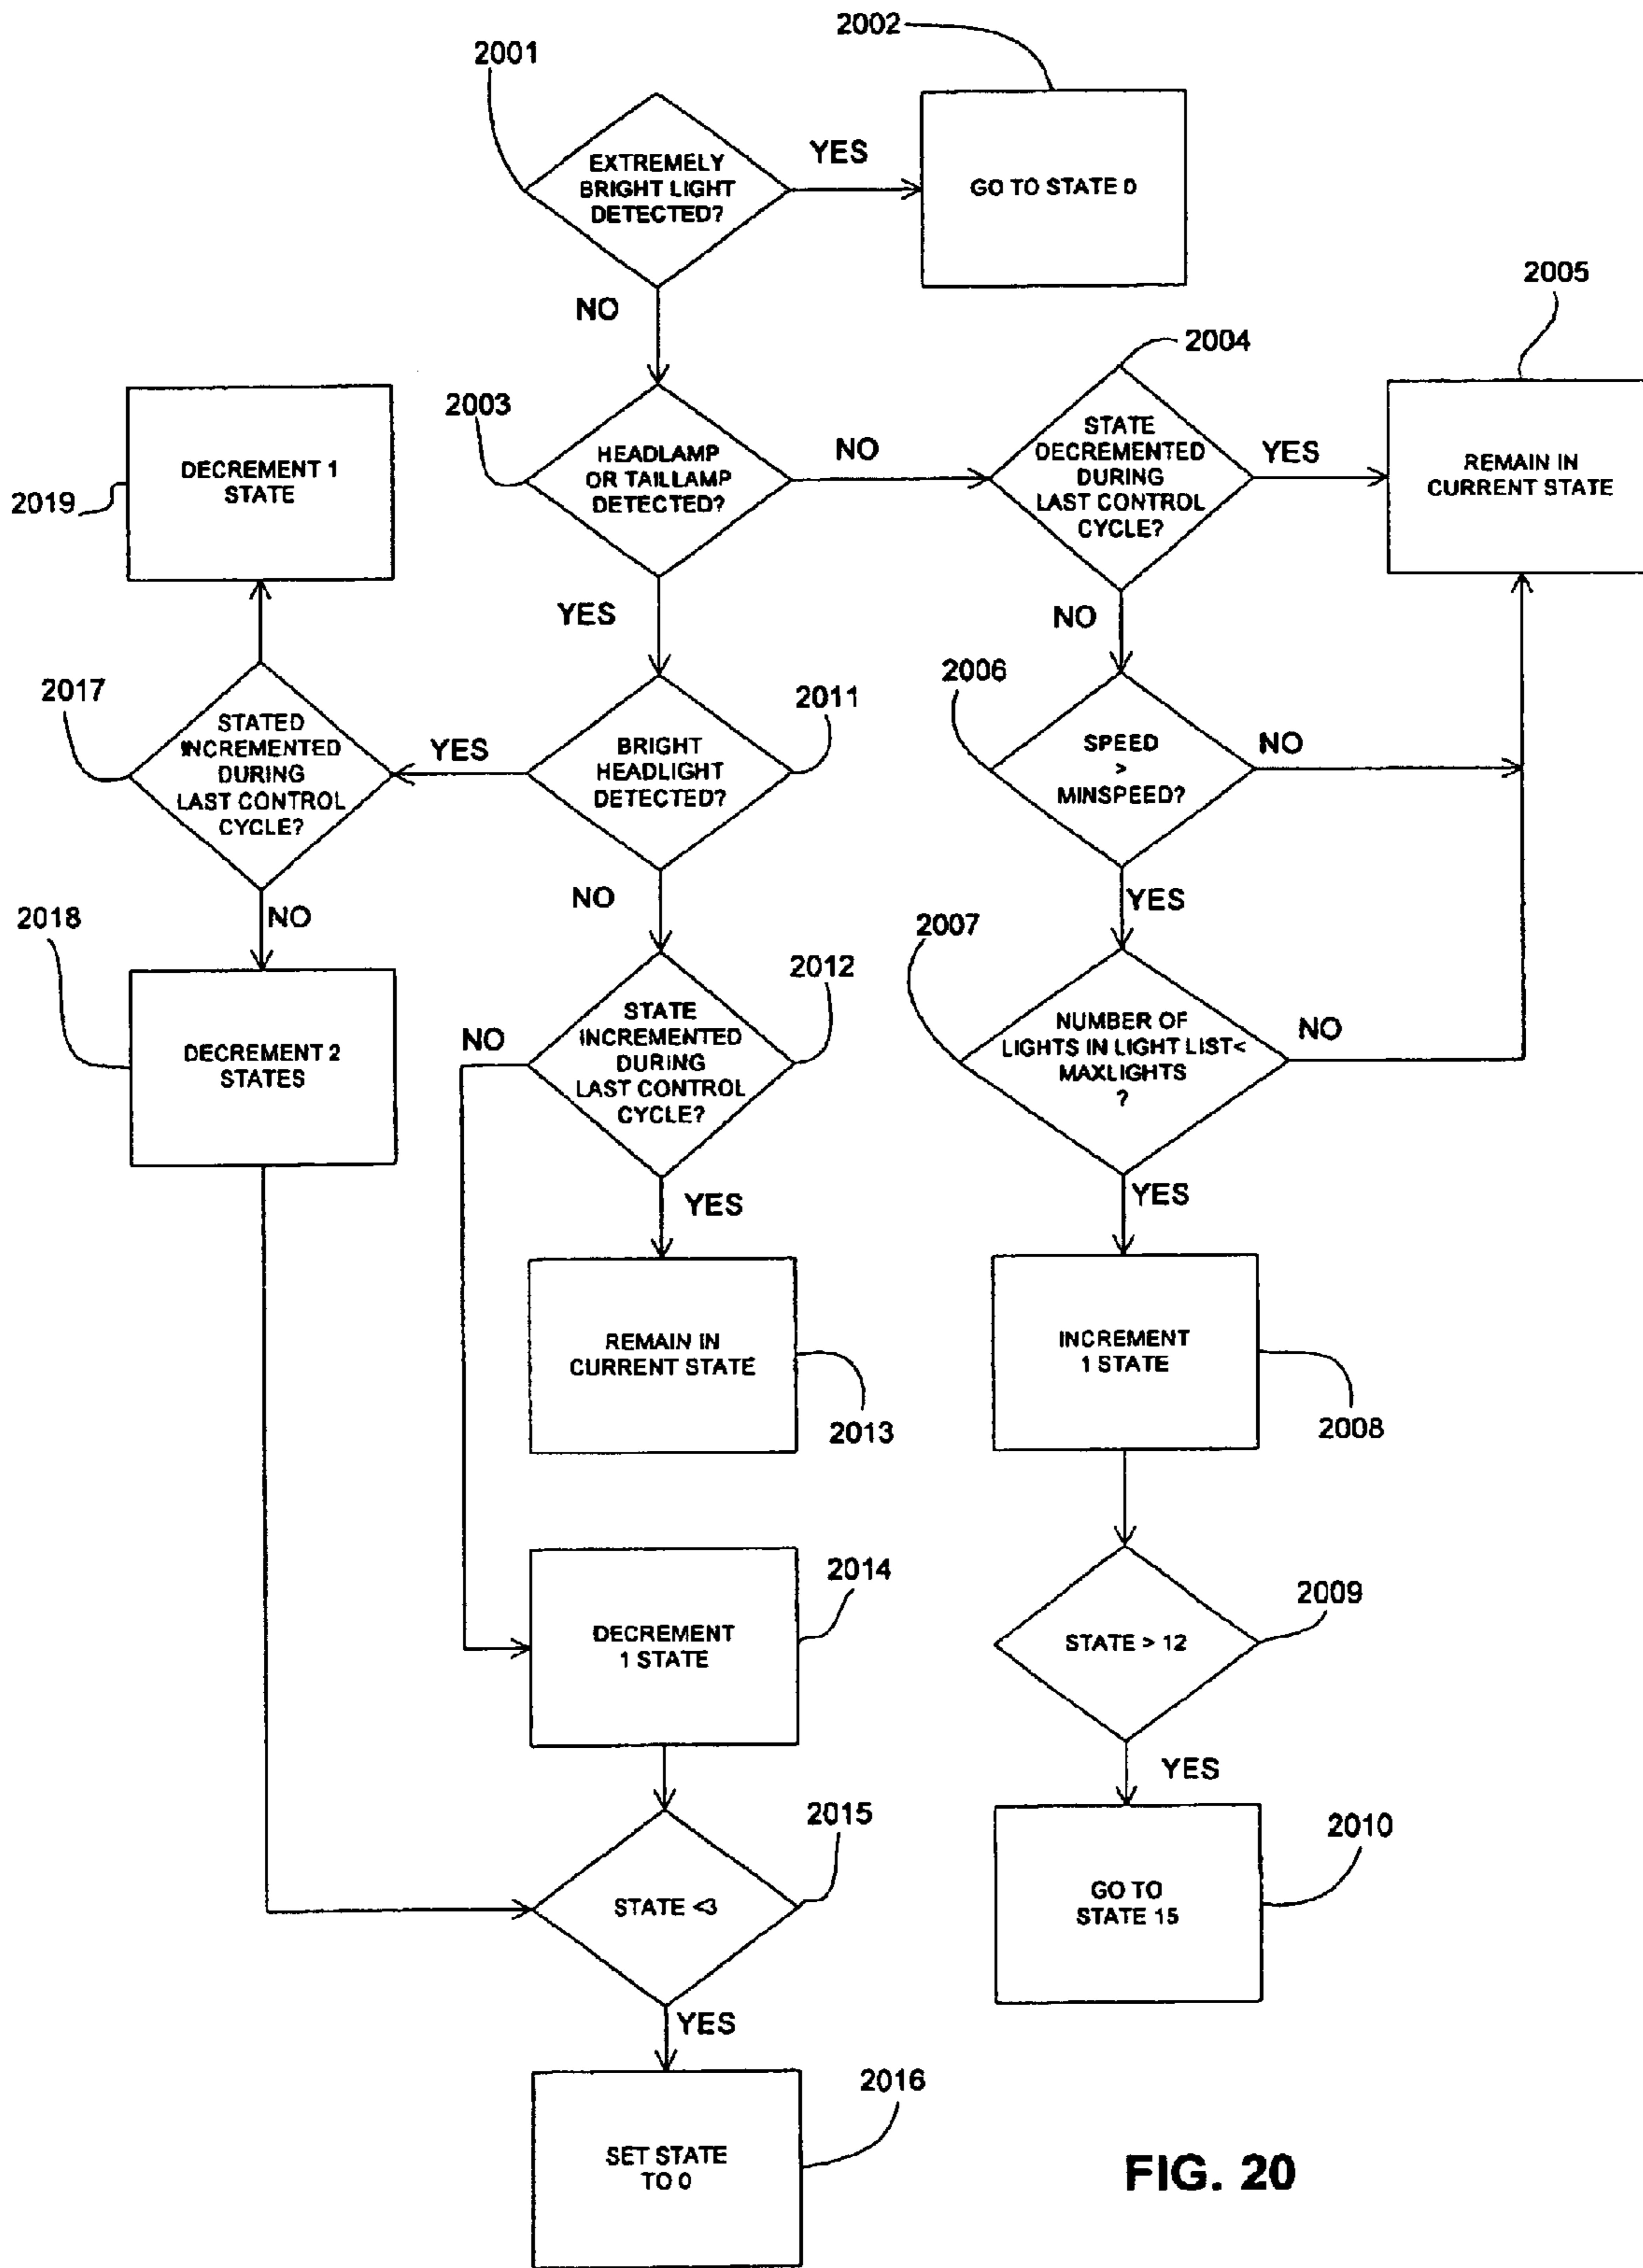 2002
2001
EXTREMELY
BRIGHT LIGHT
DETECTED?
YES
GO TO STATE 0
NO
2005
2004
2003
HEADLAMP
OR TAILLAMP
DETECTED?
NO
STATE
DECREMENTED
DURING
LAST CONTROL
CYCLE?
YES
REMAIN IN
CURRENT STATE
DECREMENT 1
STATE
2019
YES
NO
2017
STATED
INCREMENTED
DURING
LAST CONTROL
CYCLE?
YES
BRIGHT
HEADLIGHT
DETECTED?
2011
2006
SPEED
>
MINSPEED?
NO
NO
NO
YES
2018
DECREMENT 2
STATES
2007
NUMBER OF
LIGHTS IN LIGHT LIST<
MAXLIGHTS
?
NO
2012
STATE
INCREMENTED
DURING
LAST CONTROL
CYCLE?
NO
YES
YES
REMAIN IN
CURRENT STATE
2013
INCREMENT
1 STATE
2008
DECREMENT
1 STATE
2014
STATE > 12
2009
YES
2015
STATE <3
GO TO
STATE 15
2010
YES
SET STATE
TO 0
2016
FIG. 20